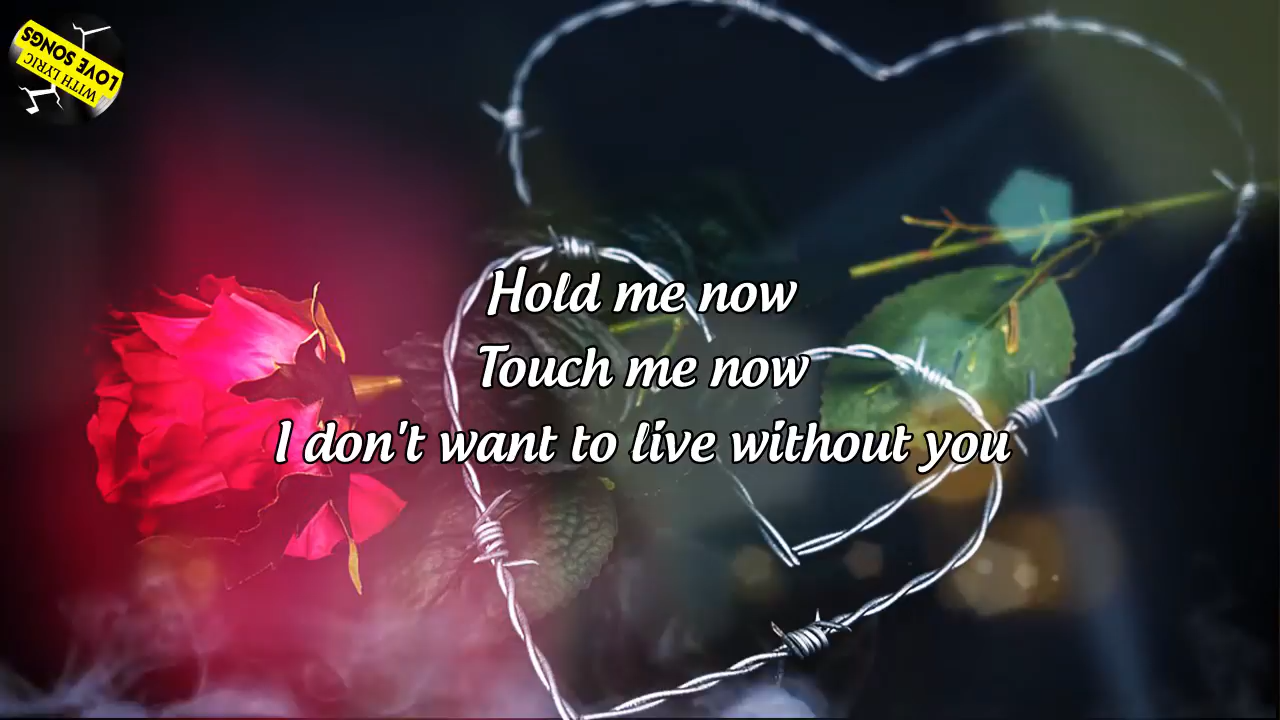 WITH LYRIC
LOVE SONGS
Hold me now
Touch me now
I don't want to live without you